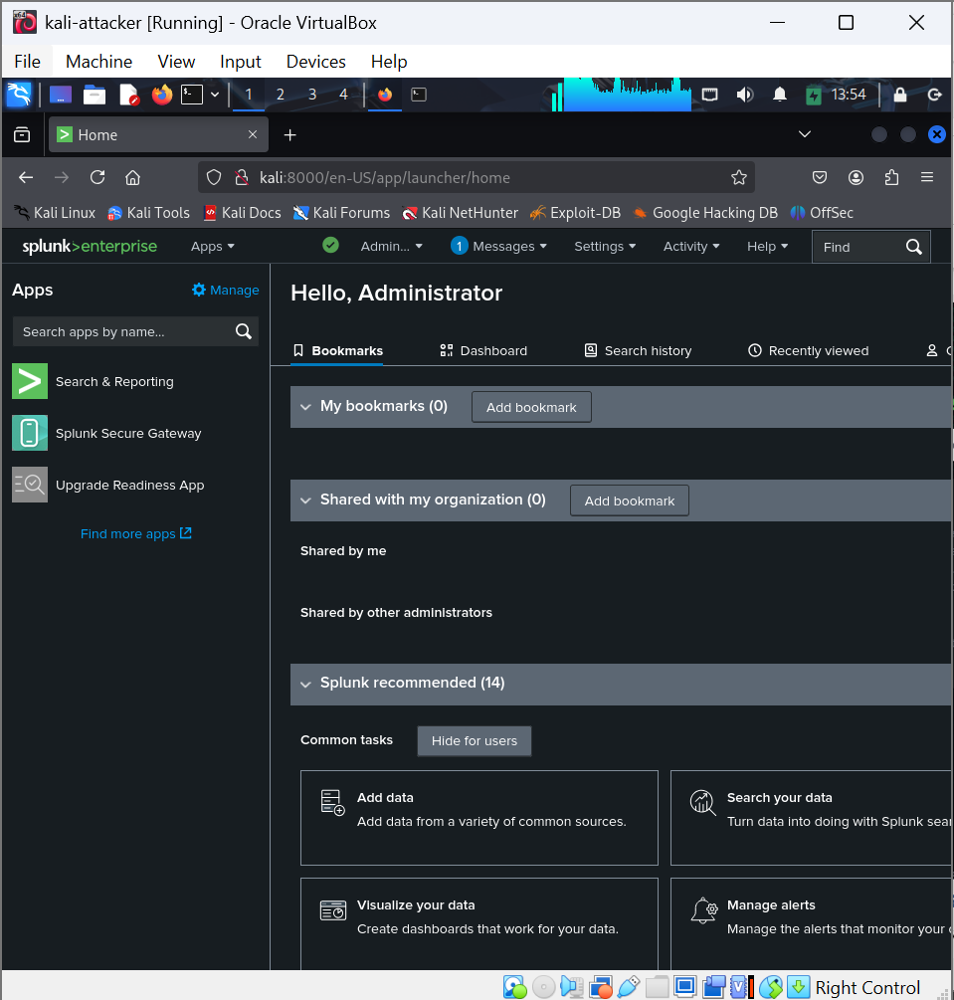 kali-attacker [Running] - Oracle VirtualBox
File Machine View Input Devices Help
1 2 3 4 13:54
Home
kali:8000/en-US/app/launcher/home
Kali Linux Kali Tools Kali Docs Kali Forums Kali NetHunter Exploit-DB Google Hacking DB OffSec
splunk>enterprise Apps Admin... 1 Messages Settings Activity Help Find
Apps Manage
Hello, Administrator
Search apps by name...
Bookmarks Dashboard Search history Recently viewed
Search & Reporting
My bookmarks (0) Add bookmark
Splunk Secure Gateway
Upgrade Readiness App
Shared with my organization (0) Add bookmark
Find more apps
Shared by me
Shared by other administrators
Splunk recommended (14)
Common tasks Hide for users
Add data
Add data from a variety of common sources.
Search your data
Turn data into doing with Splunk sear
Visualize your data
Create dashboards that work for your data.
Manage alerts
Manage the alerts that monitor your
Right Control